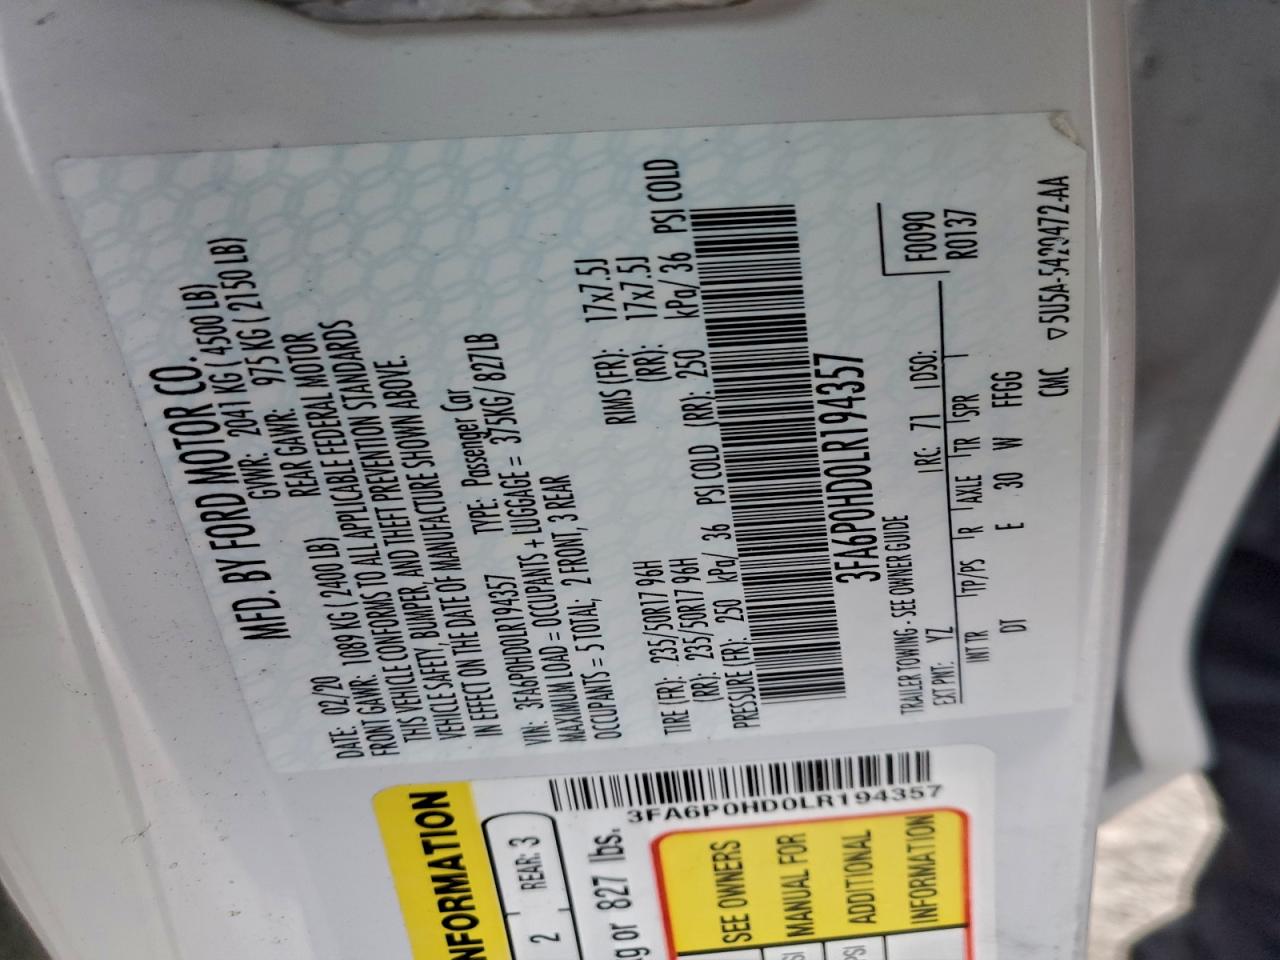 MFD. BY FORD MOTOR CO.
DATE: 02/20 GVWR: 2041 KG ( 4500 LB)
FRONT GAWR: 1089 KG ( 2400 LB) REAR GAWR: 975 KG ( 2150 LB)
THIS VEHICLE CONFORMS TO ALL APPLICABLE FEDERAL MOTOR
VEHICLE SAFETY, BUMPER, AND THEFT PREVENTION STANDARDS
IN EFFECT ON THE DATE OF MANUFACTURE SHOWN ABOVE.
VIN: 3FA6P0HD0LR194357 TYPE: Passenger Car
MAXIMUM LOAD = OCCUPANTS + LUGGAGE = 375KG/ 827LB
OCCUPANTS = 5 TOTAL; 2 FRONT, 3 REAR
TIRE (FR): 235/50R17 96H RIMS (FR): 17x7.5J
(RR): 235/50R17 96H (RR): 17x7.5J
PRESSURE (FR): 250 kPa/ 36 PSI COLD (RR): 250 kPa/ 36 PSI COLD
3FA6P0HD0LR194357
TRAILER TOWING - SEE OWNER GUIDE
F0090
R0137
EXT PNT: YZ RC: 71 DSO:
INT TR TP/PS R AXLE TR SPR
DT E 30 W FFGG
CMC ▽5U5A-5420472-AA
NFORMATION
2 REAR: 3
3FA6P0HD0LR194357
kg or 827 lbs.
SEE OWNERS
MANUAL FOR
ADDITIONAL
INFORMATION
PSI